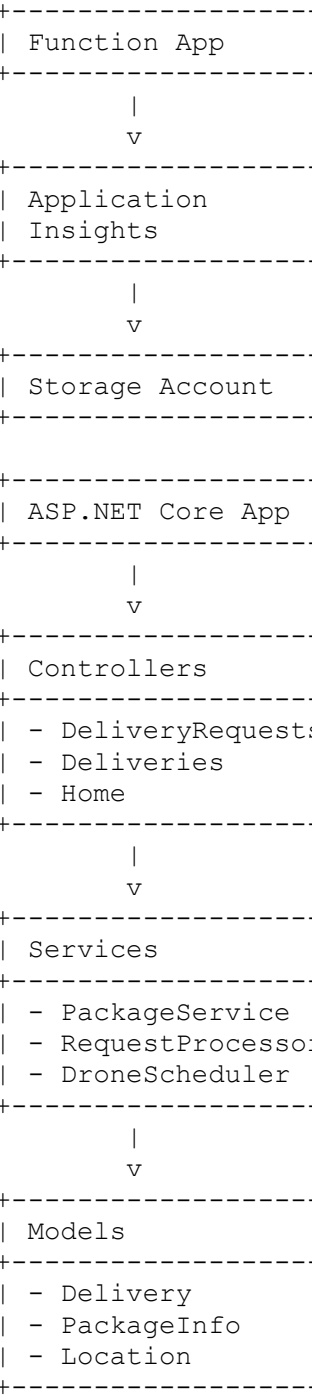 +-------------------
| Function App
+-------------------
|
v
+-------------------
| Application
| Insights
+-------------------
|
v
+-------------------
| Storage Account
+-------------------
+-------------------
| ASP.NET Core App
+-------------------
|
v
+-------------------
| Controllers
+-------------------
| - DeliveryRequests
| - Deliveries
| - Home
+-------------------
|
v
+-------------------
| Services
+-------------------
| - PackageService
| - RequestProcessor
| - DroneScheduler
+-------------------
|
v
+-------------------
| Models
+-------------------
| - Delivery
| - PackageInfo
| - Location
+-------------------